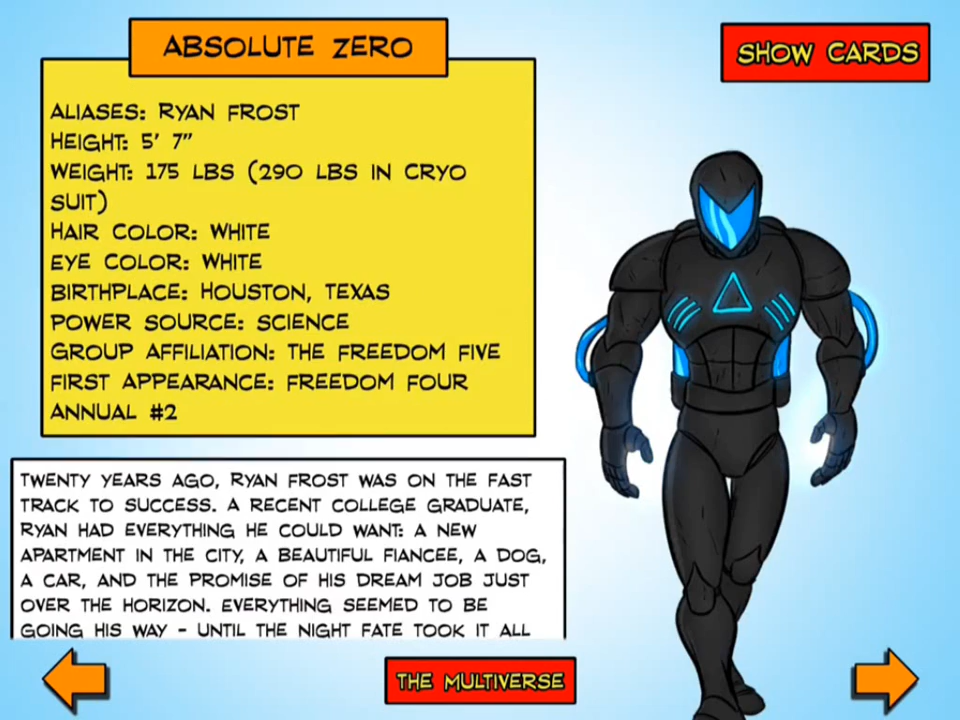 ABSOLUTE ZERO
SHOW CARDS
ALIASES: RYAN FROST
HEIGHT: 5' 7"
WEIGHT: 175 LBS (290 LBS IN CRYO
SUIT)
HAIR COLOR: WHITE
EYE COLOR: WHITE
BIRTHPLACE: HOUSTON, TEXAS
POWER SOURCE: SCIENCE
GROUP AFFILIATION: THE FREEDOM FIVE
FIRST APPEARANCE: FREEDOM FOUR
ANNUAL #2
TWENTY YEARS AGO, RYAN FROST WAS ON THE FAST
TRACK TO SUCCESS. A RECENT COLLEGE GRADUATE,
RYAN HAD EVERYTHING HE COULD WANT: A NEW
APARTMENT IN THE CITY, A BEAUTIFUL FIANCEE, A DOG,
A CAR, AND THE PROMISE OF HIS DREAM JOB JUST
OVER THE HORIZON. EVERYTHING SEEMED TO BE
GOING HIS WAY - UNTIL THE NIGHT FATE TOOK IT ALL
THE MULTIVERSE